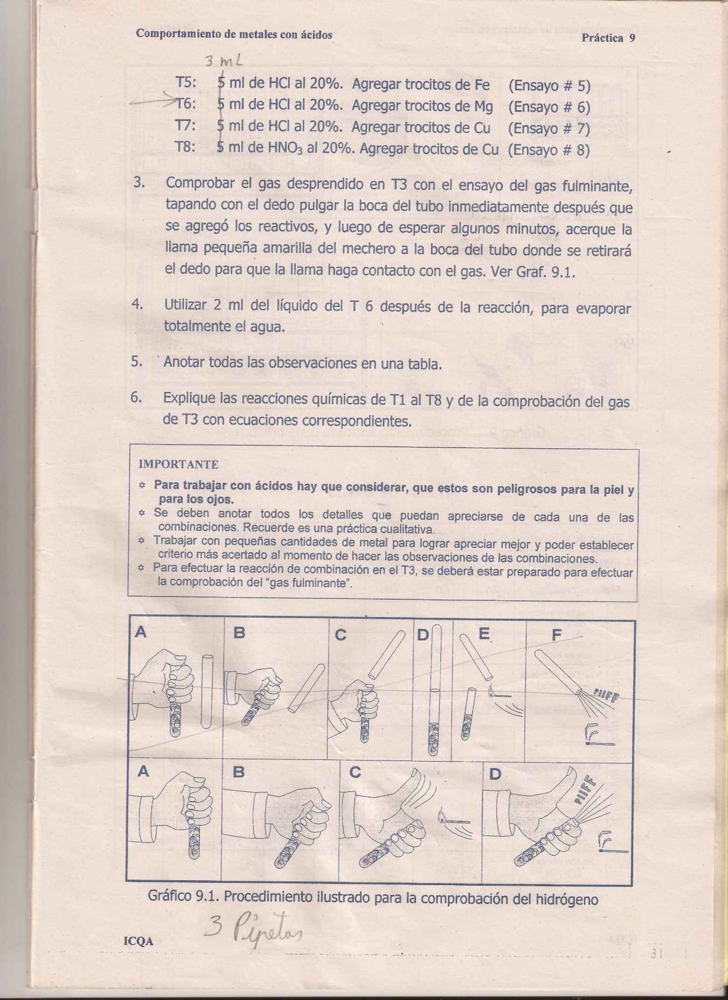 Comportamiento de metales con ácidos
Práctica 9
3 mL
T5: 5 ml de HCl al 20%. Agregar trocitos de Fe (Ensayo # 5)
T6: 5 ml de HCl al 20%. Agregar trocitos de Mg (Ensayo # 6)
T7: 5 ml de HCl al 20%. Agregar trocitos de Cu (Ensayo # 7)
T8: 5 ml de HNO₃ al 20%. Agregar trocitos de Cu (Ensayo # 8)
3. Comprobar el gas desprendido en T3 con el ensayo del gas fulminante,
tapando con el dedo pulgar la boca del tubo inmediatamente después que
se agregó los reactivos, y luego de esperar algunos minutos, acerque la
llama pequeña amarilla del mechero a la boca del tubo donde se retirará
el dedo para que la llama haga contacto con el gas. Ver Graf. 9.1.
4. Utilizar 2 ml del líquido del T 6 después de la reacción, para evaporar
totalmente el agua.
5. Anotar todas las observaciones en una tabla.
6. Explique las reacciones químicas de T1 al T8 y de la comprobación del gas
de T3 con ecuaciones correspondientes.
IMPORTANTE
✡ Para trabajar con ácidos hay que considerar, que estos son peligrosos para la piel y
para los ojos.
✡ Se deben anotar todos los detalles que puedan apreciarse de cada una de las
combinaciones. Recuerde es una práctica cualitativa.
✡ Trabajar con pequeñas cantidades de metal para lograr apreciar mejor y poder establecer
criterio más acertado al momento de hacer las observaciones de las combinaciones.
✡ Para efectuar la reacción de combinación en el T3, se deberá estar preparado para efectuar
la comprobación del “gas fulminante”.
A B C D E F
PIIFF
A B C D
PIIFF
Gráfico 9.1. Procedimiento ilustrado para la comprobación del hidrógeno
3 Pipetas
ICQA
31